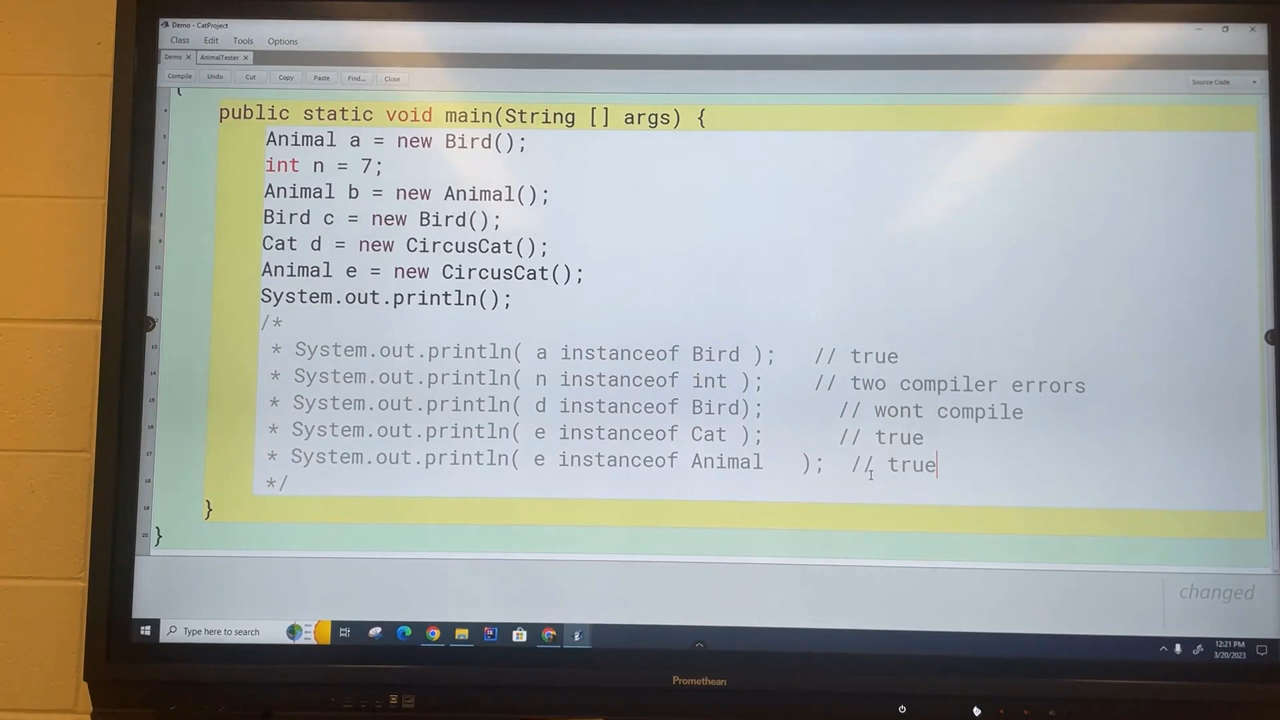 Demo - CatProject
Class Edit Tools Options
Demo X AnimalTester X
Compile Undo Cut Copy Paste Find... Close Source Code
{
public static void main(String [] args) {
Animal a = new Bird();
int n = 7;
Animal b = new Animal();
Bird c = new Bird();
Cat d = new CircusCat();
Animal e = new CircusCat();
System.out.println();
/*
* System.out.println( a instanceof Bird ); // true
* System.out.println( n instanceof int ); // two compiler errors
* System.out.println( d instanceof Bird); // wont compile
* System.out.println( e instanceof Cat ); // true
* System.out.println( e instanceof Animal ); // true
*/
}
}
changed
Type here to search
12:21 PM
3/20/2023
Promethean